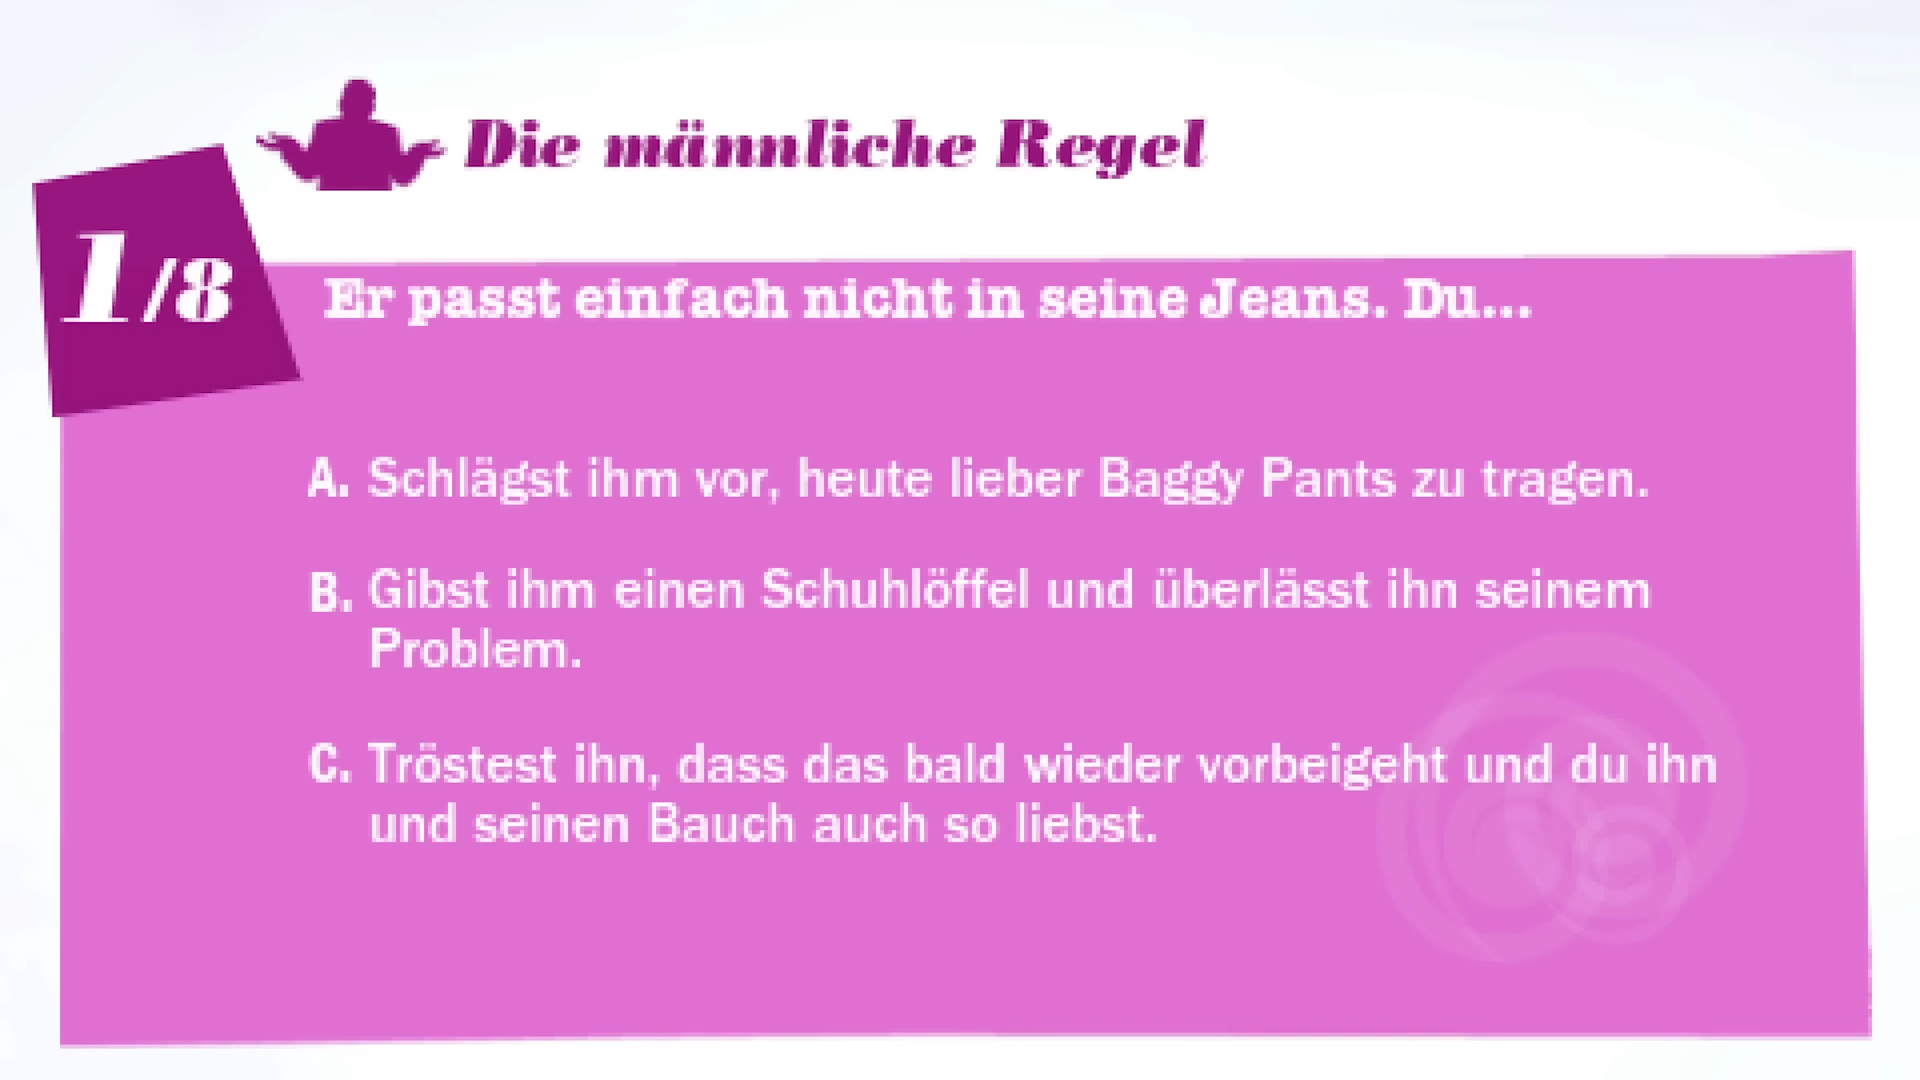 Die männliche Regel
1/8
Er passt einfach nicht in seine Jeans. Du...
A. Schlägst ihm vor, heute lieber Baggy Pants zu tragen.
B. Gibst ihm einen Schuhlöffel und überlässt ihn seinem
Problem.
C. Tröstest ihn, dass das bald wieder vorbeigeht und du ihn
und seinen Bauch auch so liebst.